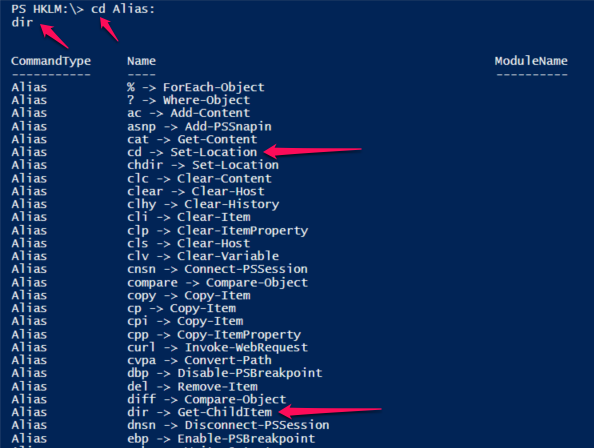 PS HKLM:\> cd Alias:
dir
CommandType Name ModuleName
----------- ---- ----------
Alias % -> ForEach-Object
Alias ? -> Where-Object
Alias ac -> Add-Content
Alias asnp -> Add-PSSnapin
Alias cat -> Get-Content
Alias cd -> Set-Location
Alias chdir -> Set-Location
Alias clc -> Clear-Content
Alias clear -> Clear-Host
Alias clhy -> Clear-History
Alias cli -> Clear-Item
Alias clp -> Clear-ItemProperty
Alias cls -> Clear-Host
Alias clv -> Clear-Variable
Alias cnsn -> Connect-PSSession
Alias compare -> Compare-Object
Alias copy -> Copy-Item
Alias cp -> Copy-Item
Alias cpi -> Copy-Item
Alias cpp -> Copy-ItemProperty
Alias curl -> Invoke-WebRequest
Alias cvpa -> Convert-Path
Alias dbp -> Disable-PSBreakpoint
Alias del -> Remove-Item
Alias diff -> Compare-Object
Alias dir -> Get-ChildItem
Alias dnsn -> Disconnect-PSSession
Alias ebp -> Enable-PSBreakpoint